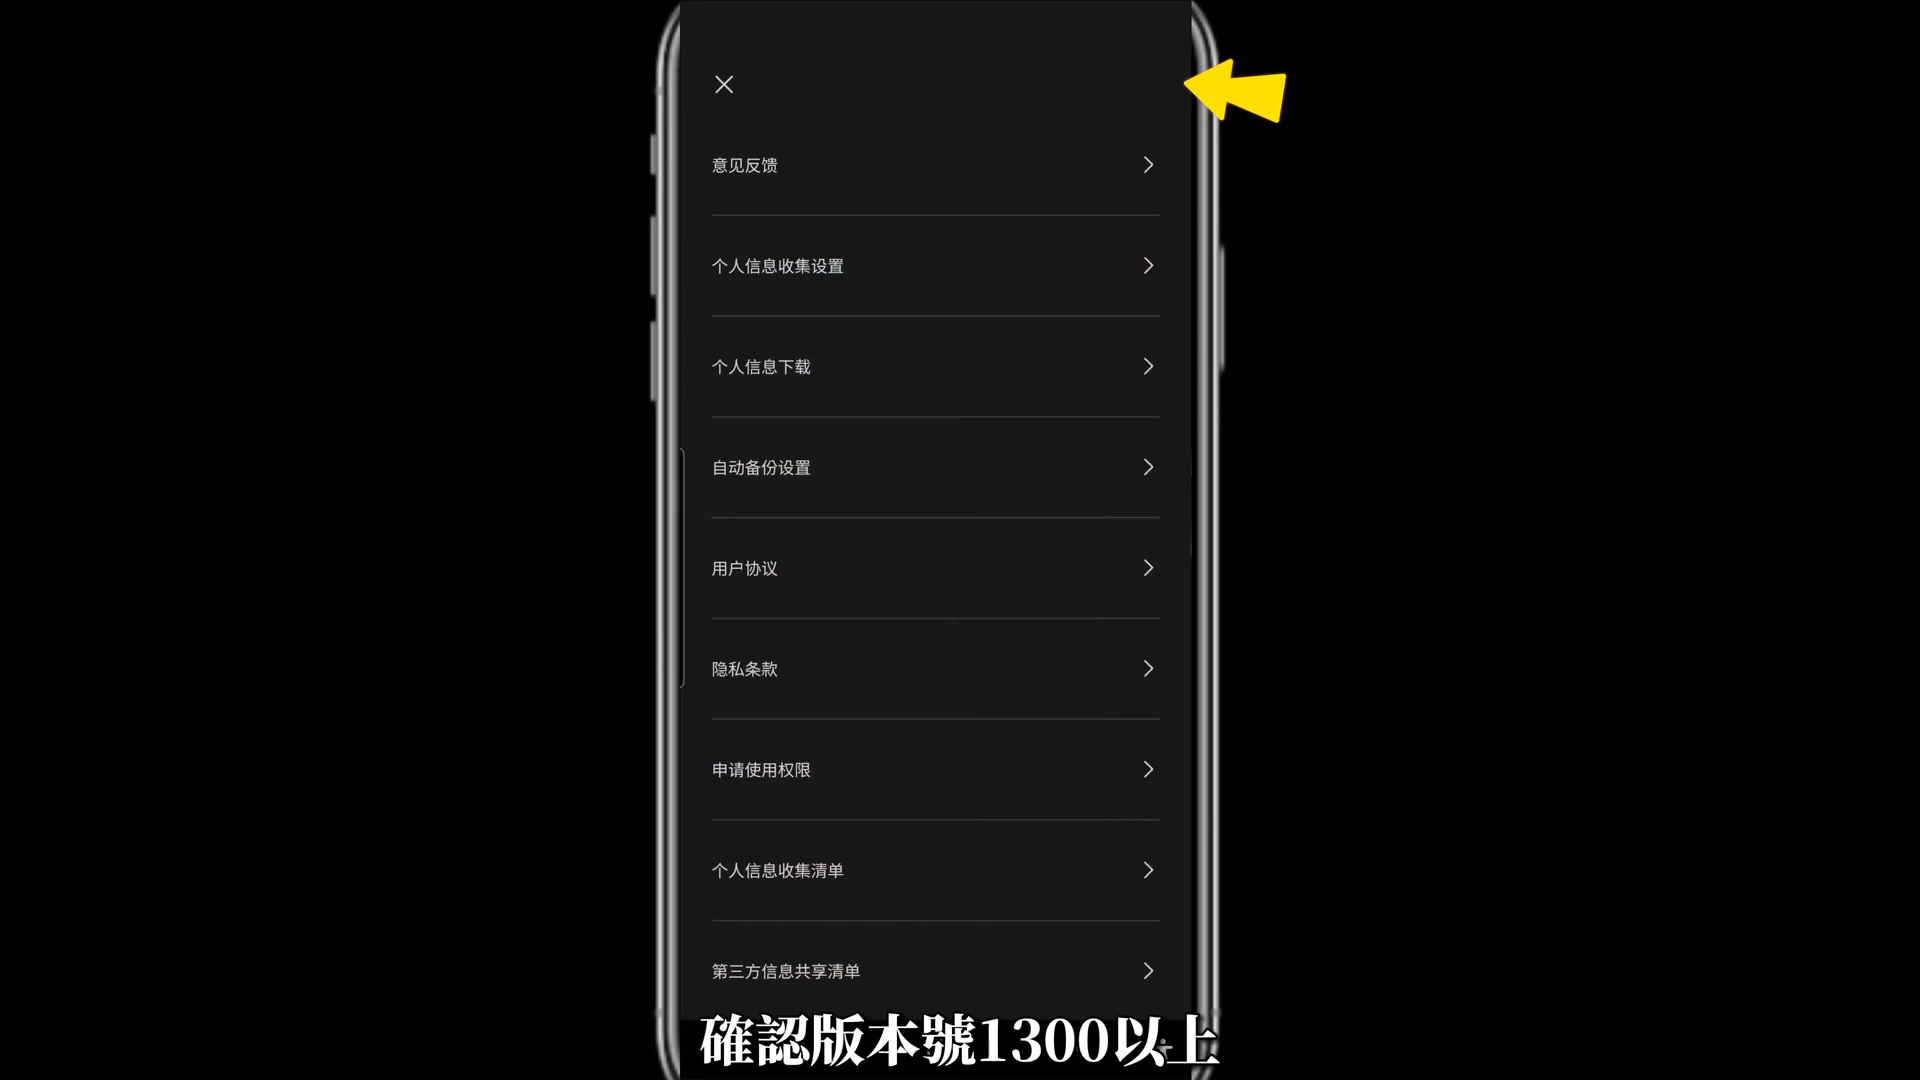 意见反馈
个人信息收集设置
个人信息下载
自动备份设置
用户协议
隐私条款
申请使用权限
个人信息收集清单
第三方信息共享清单
確認版本號1300以上